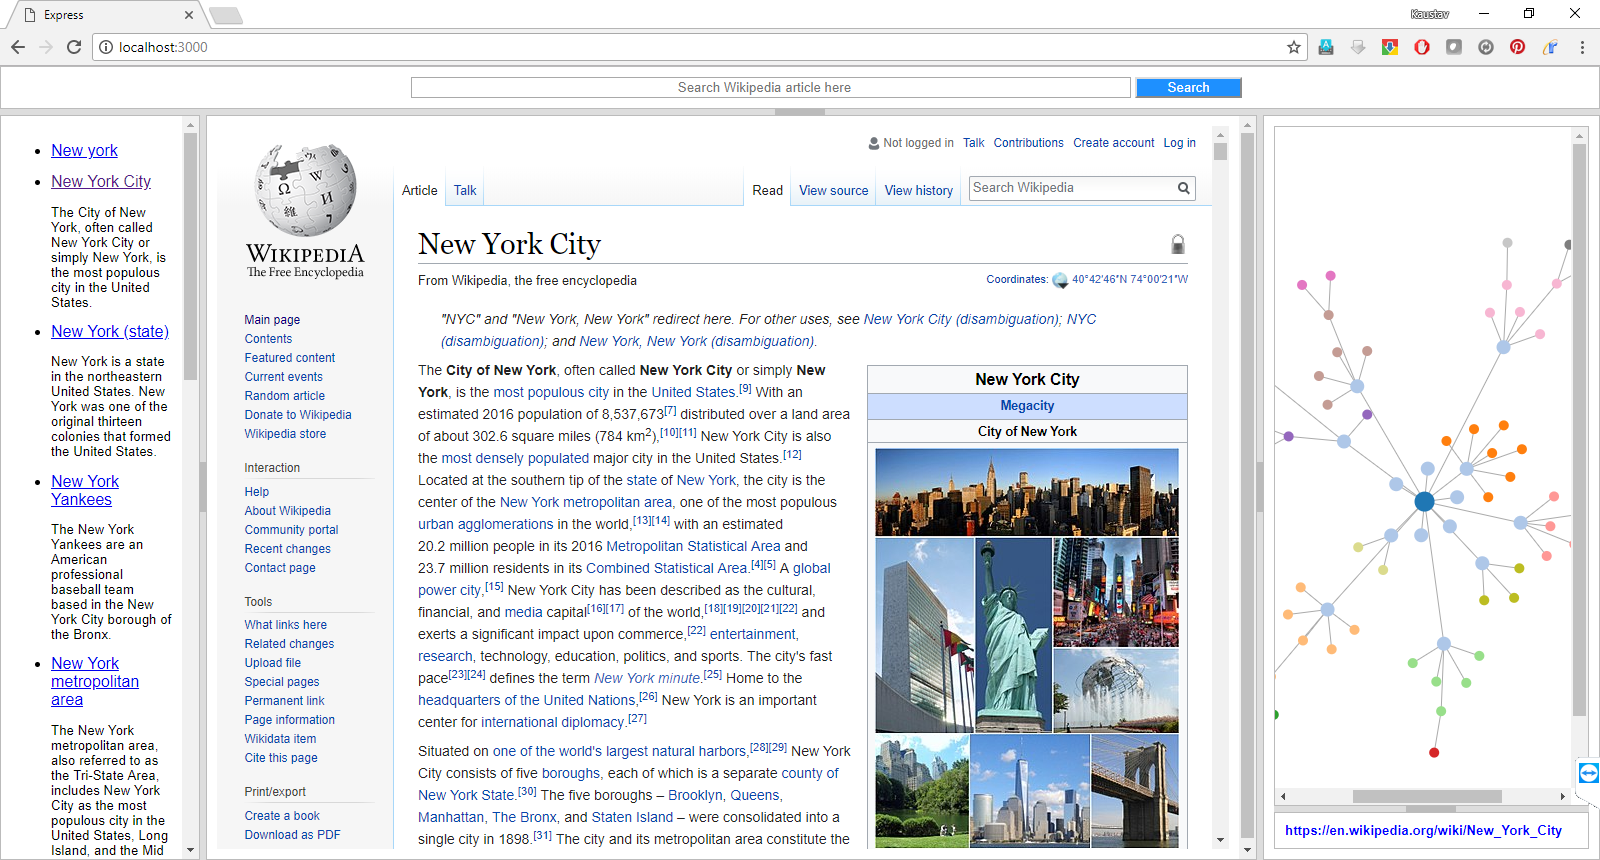 Express
Kaustav
localhost:3000
Search Wikipedia article here
Search
New york
New York City
The City of New
York, often called
New York City or
simply New York, is
the most populous
city in the United
States.
New York (state)
New York is a state
in the northeastern
United States. New
York was one of the
original thirteen
colonies that formed
the United States.
New York
Yankees
The New York
Yankees are an
American
professional
baseball team
based in the New
York City borough of
the Bronx.
New York
metropolitan
area
The New York
metropolitan area,
also referred to as
the Tri-State Area,
includes New York
City as the most
populous city in the
United States, Long
Island, and the Mid
WIKIPEDIA
The Free Encyclopedia
Main page
Contents
Featured content
Current events
Random article
Donate to Wikipedia
Wikipedia store
Interaction
Help
About Wikipedia
Community portal
Recent changes
Contact page
Tools
What links here
Related changes
Upload file
Special pages
Permanent link
Page information
Wikidata item
Cite this page
Print/export
Create a book
Download as PDF
Not logged in Talk Contributions Create account Log in
Article Talk Read View source View history Search Wikipedia
New York City
From Wikipedia, the free encyclopedia
Coordinates: 40°42′46″N 74°00′21″W
"NYC" and "New York, New York" redirect here. For other uses, see New York City (disambiguation); NYC
(disambiguation); and New York, New York (disambiguation).
The City of New York, often called New York City or simply New
York, is the most populous city in the United States.[9] With an
estimated 2016 population of 8,537,673[7] distributed over a land area
of about 302.6 square miles (784 km2),[10][11] New York City is also
the most densely populated major city in the United States.[12]
Located at the southern tip of the state of New York, the city is the
center of the New York metropolitan area, one of the most populous
urban agglomerations in the world,[13][14] with an estimated
20.2 million people in its 2016 Metropolitan Statistical Area and
23.7 million residents in its Combined Statistical Area.[4][5] A global
power city,[15] New York City has been described as the cultural,
financial, and media capital[16][17] of the world,[18][19][20][21][22] and
exerts a significant impact upon commerce,[22] entertainment,
research, technology, education, politics, and sports. The city's fast
pace[23][24] defines the term New York minute.[25] Home to the
headquarters of the United Nations,[26] New York is an important
center for international diplomacy.[27]
Situated on one of the world's largest natural harbors,[28][29] New York
City consists of five boroughs, each of which is a separate county of
New York State.[30] The five boroughs – Brooklyn, Queens,
Manhattan, The Bronx, and Staten Island – were consolidated into a
single city in 1898.[31] The city and its metropolitan area constitute the
New York City
Megacity
City of New York
https://en.wikipedia.org/wiki/New_York_City